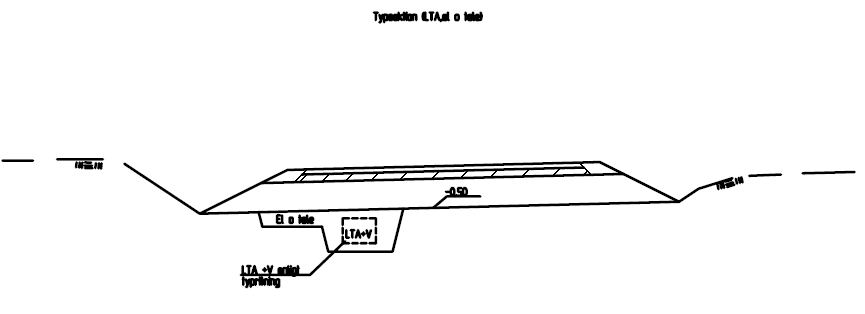 Typsektion (LTA,el o tele)
-0.50
El o tele
LTA+V
LTA +V enligt
typritning